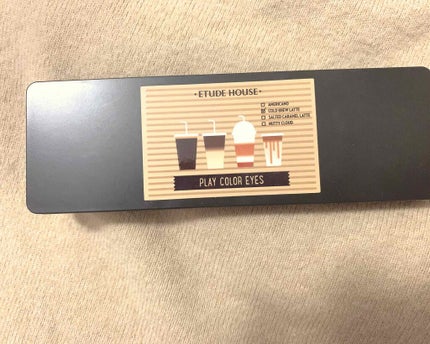 ·ETUDE HOUSE·
AMERICANO
COLD BREW LATTE
SALTED CARAMEL LATTE
NUTTY CLOUD
PLAY COLOR EYES